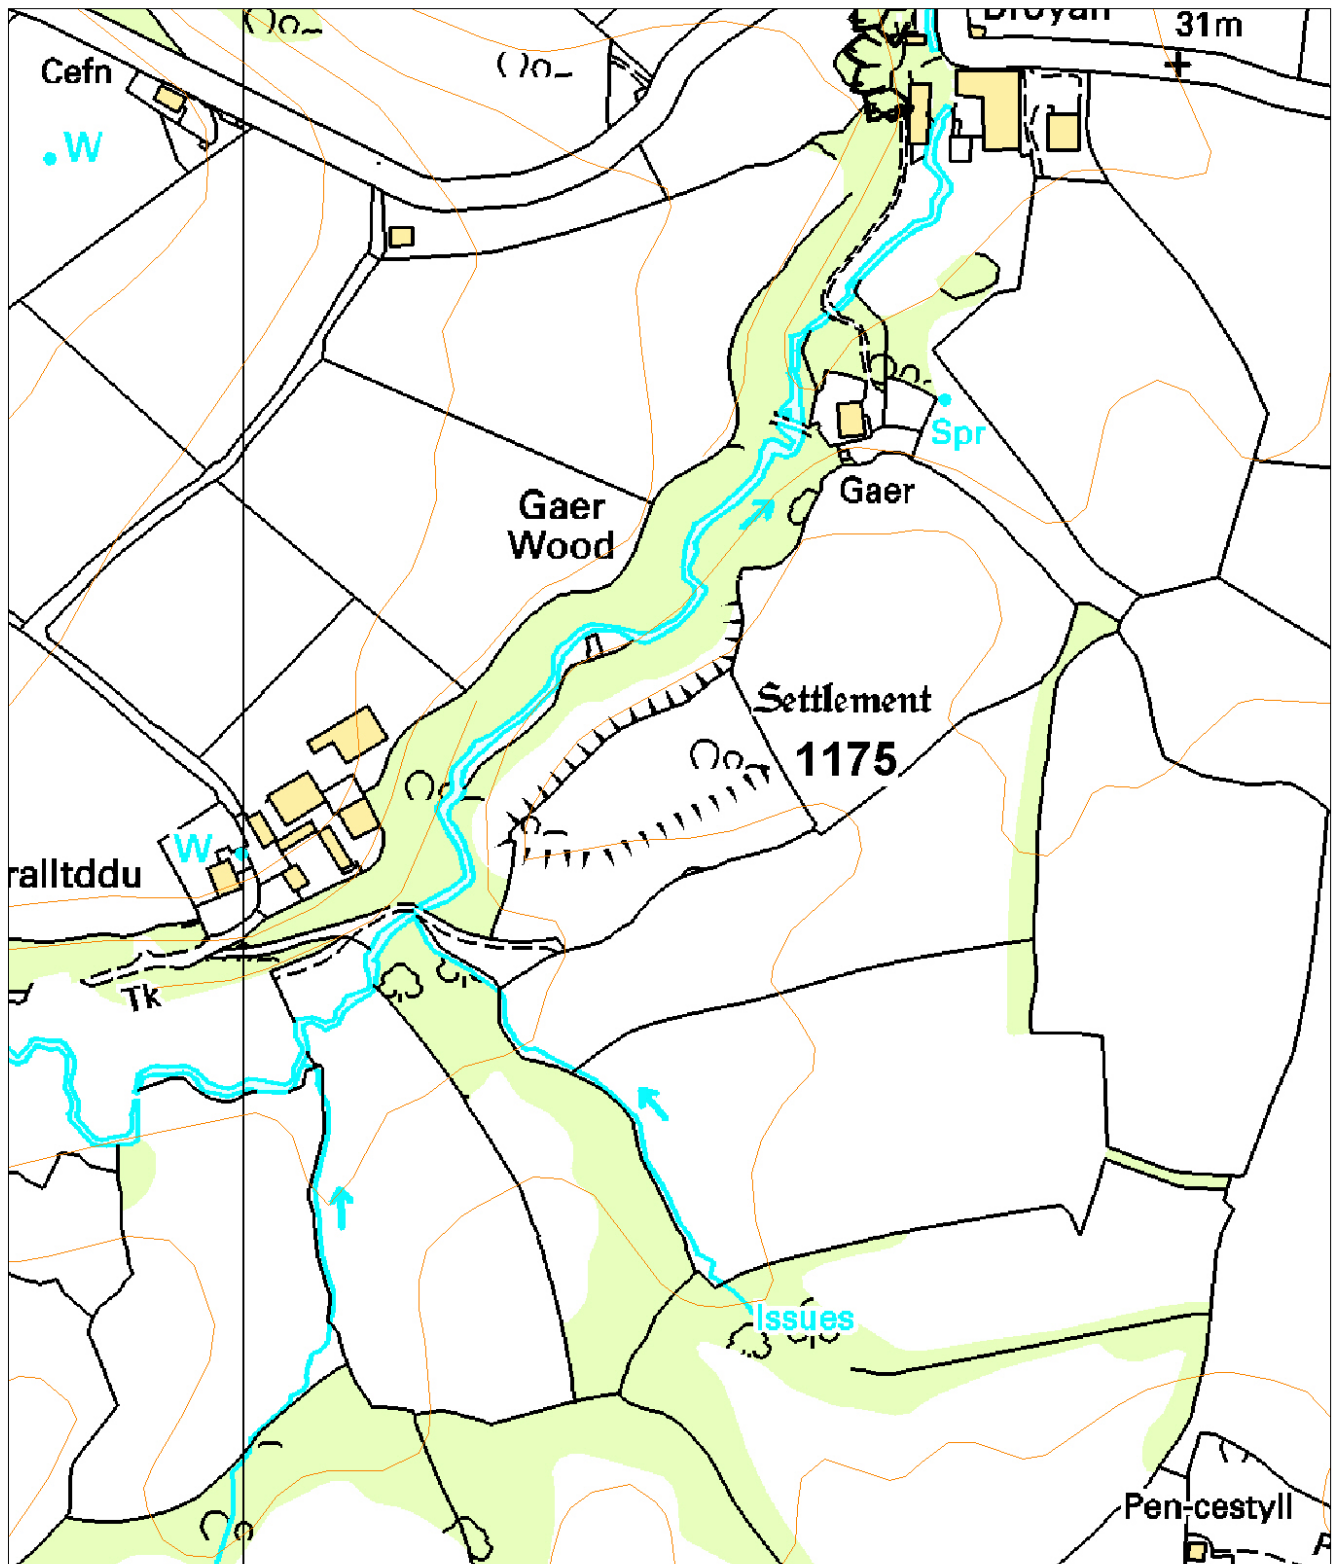 31m
Cefn
W
Spr
Gaer
Gaer
Wood
Settlement
1175
W
ralltddu
Tk
Issues
Pen-cestyll